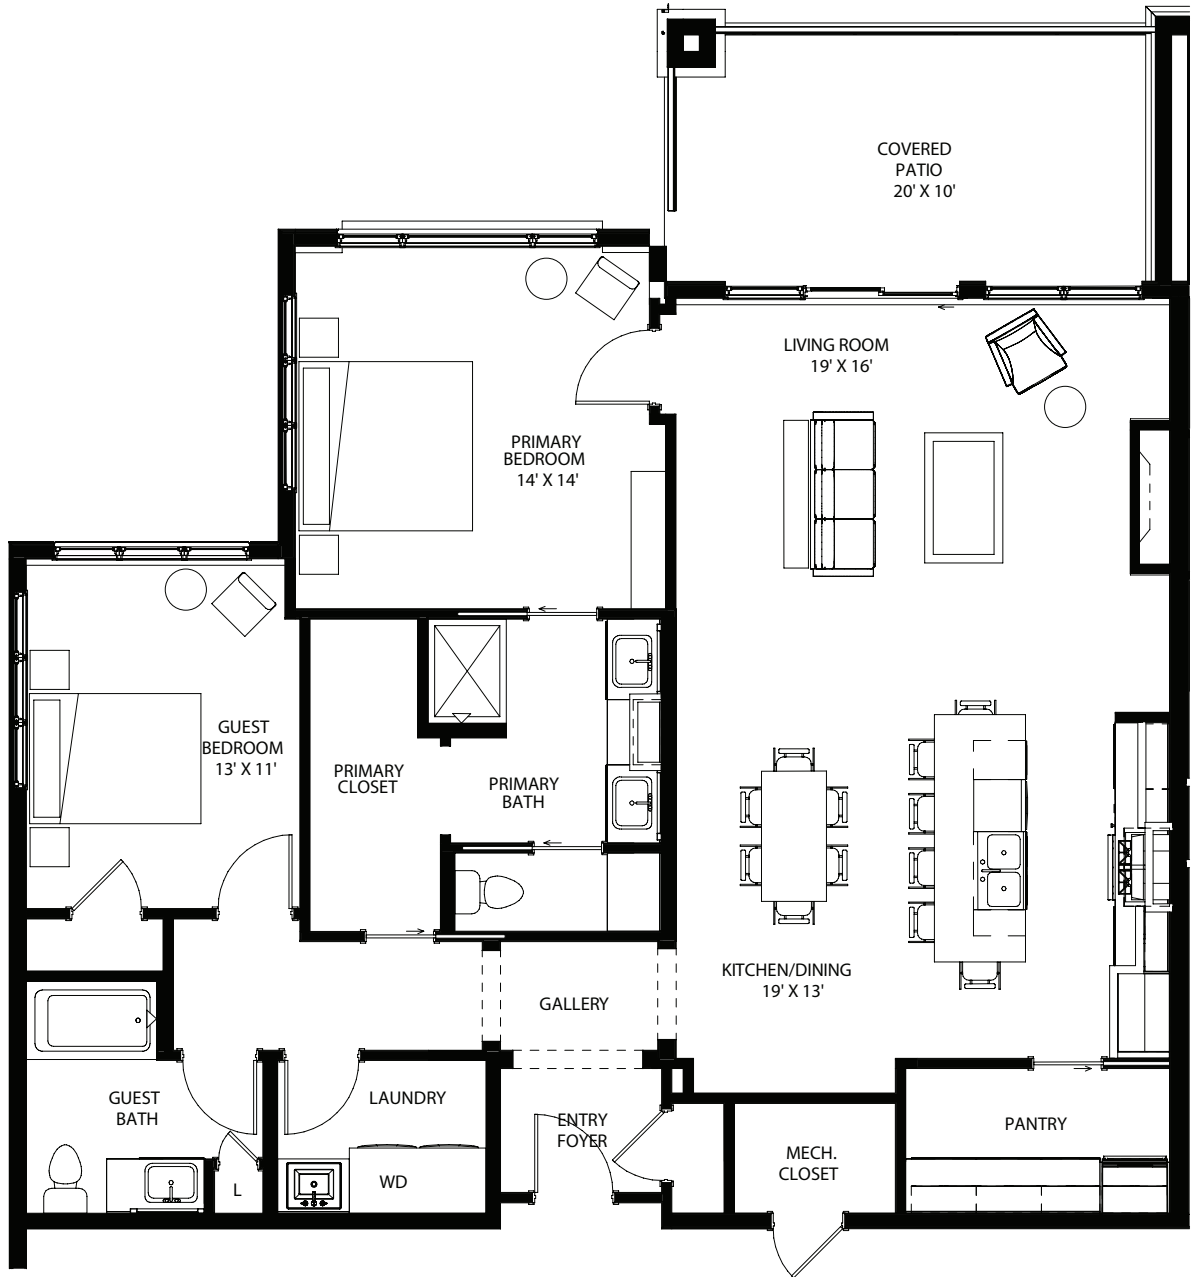 COVERED
PATIO
20' X 10'
LIVING ROOM
19' X 16'
PRIMARY
BEDROOM
14' X 14'
GUEST
BEDROOM
13' X 11'
PRIMARY
CLOSET
PRIMARY
BATH
KITCHEN/DINING
19' X 13'
GALLERY
GUEST
BATH
LAUNDRY
ENTRY
FOYER
PANTRY
MECH.
CLOSET
L
WD